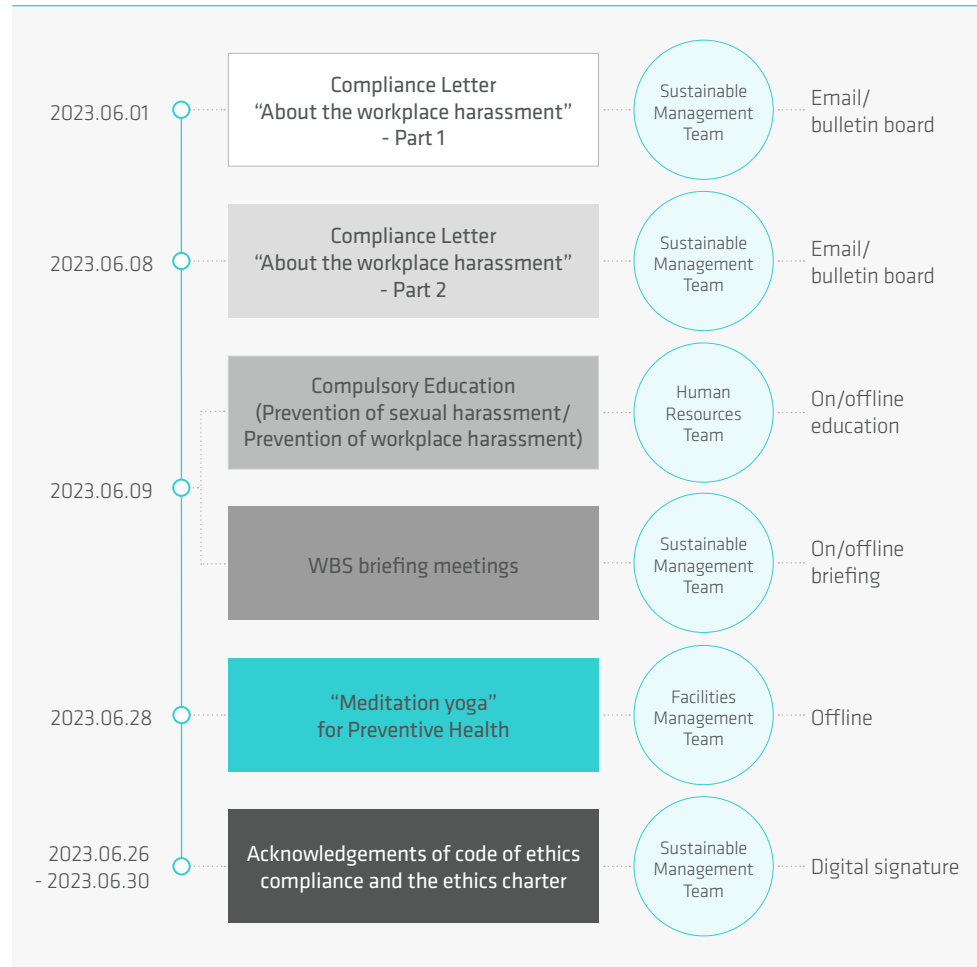 2023.06.01
Compliance Letter
“About the workplace harassment”
- Part 1
Sustainable
Management
Team
Email/
bulletin board
2023.06.08
Compliance Letter
“About the workplace harassment”
- Part 2
Sustainable
Management
Team
Email/
bulletin board
2023.06.09
Compulsory Education
(Prevention of sexual harassment/
Prevention of workplace harassment)
Human
Resources
Team
On/offline
education
WBS briefing meetings
Sustainable
Management
Team
On/offline
briefing
2023.06.28
“Meditation yoga”
for Preventive Health
Facilities
Management
Team
Offline
2023.06.26
- 2023.06.30
Acknowledgements of code of ethics
compliance and the ethics charter
Sustainable
Management
Team
Digital signature